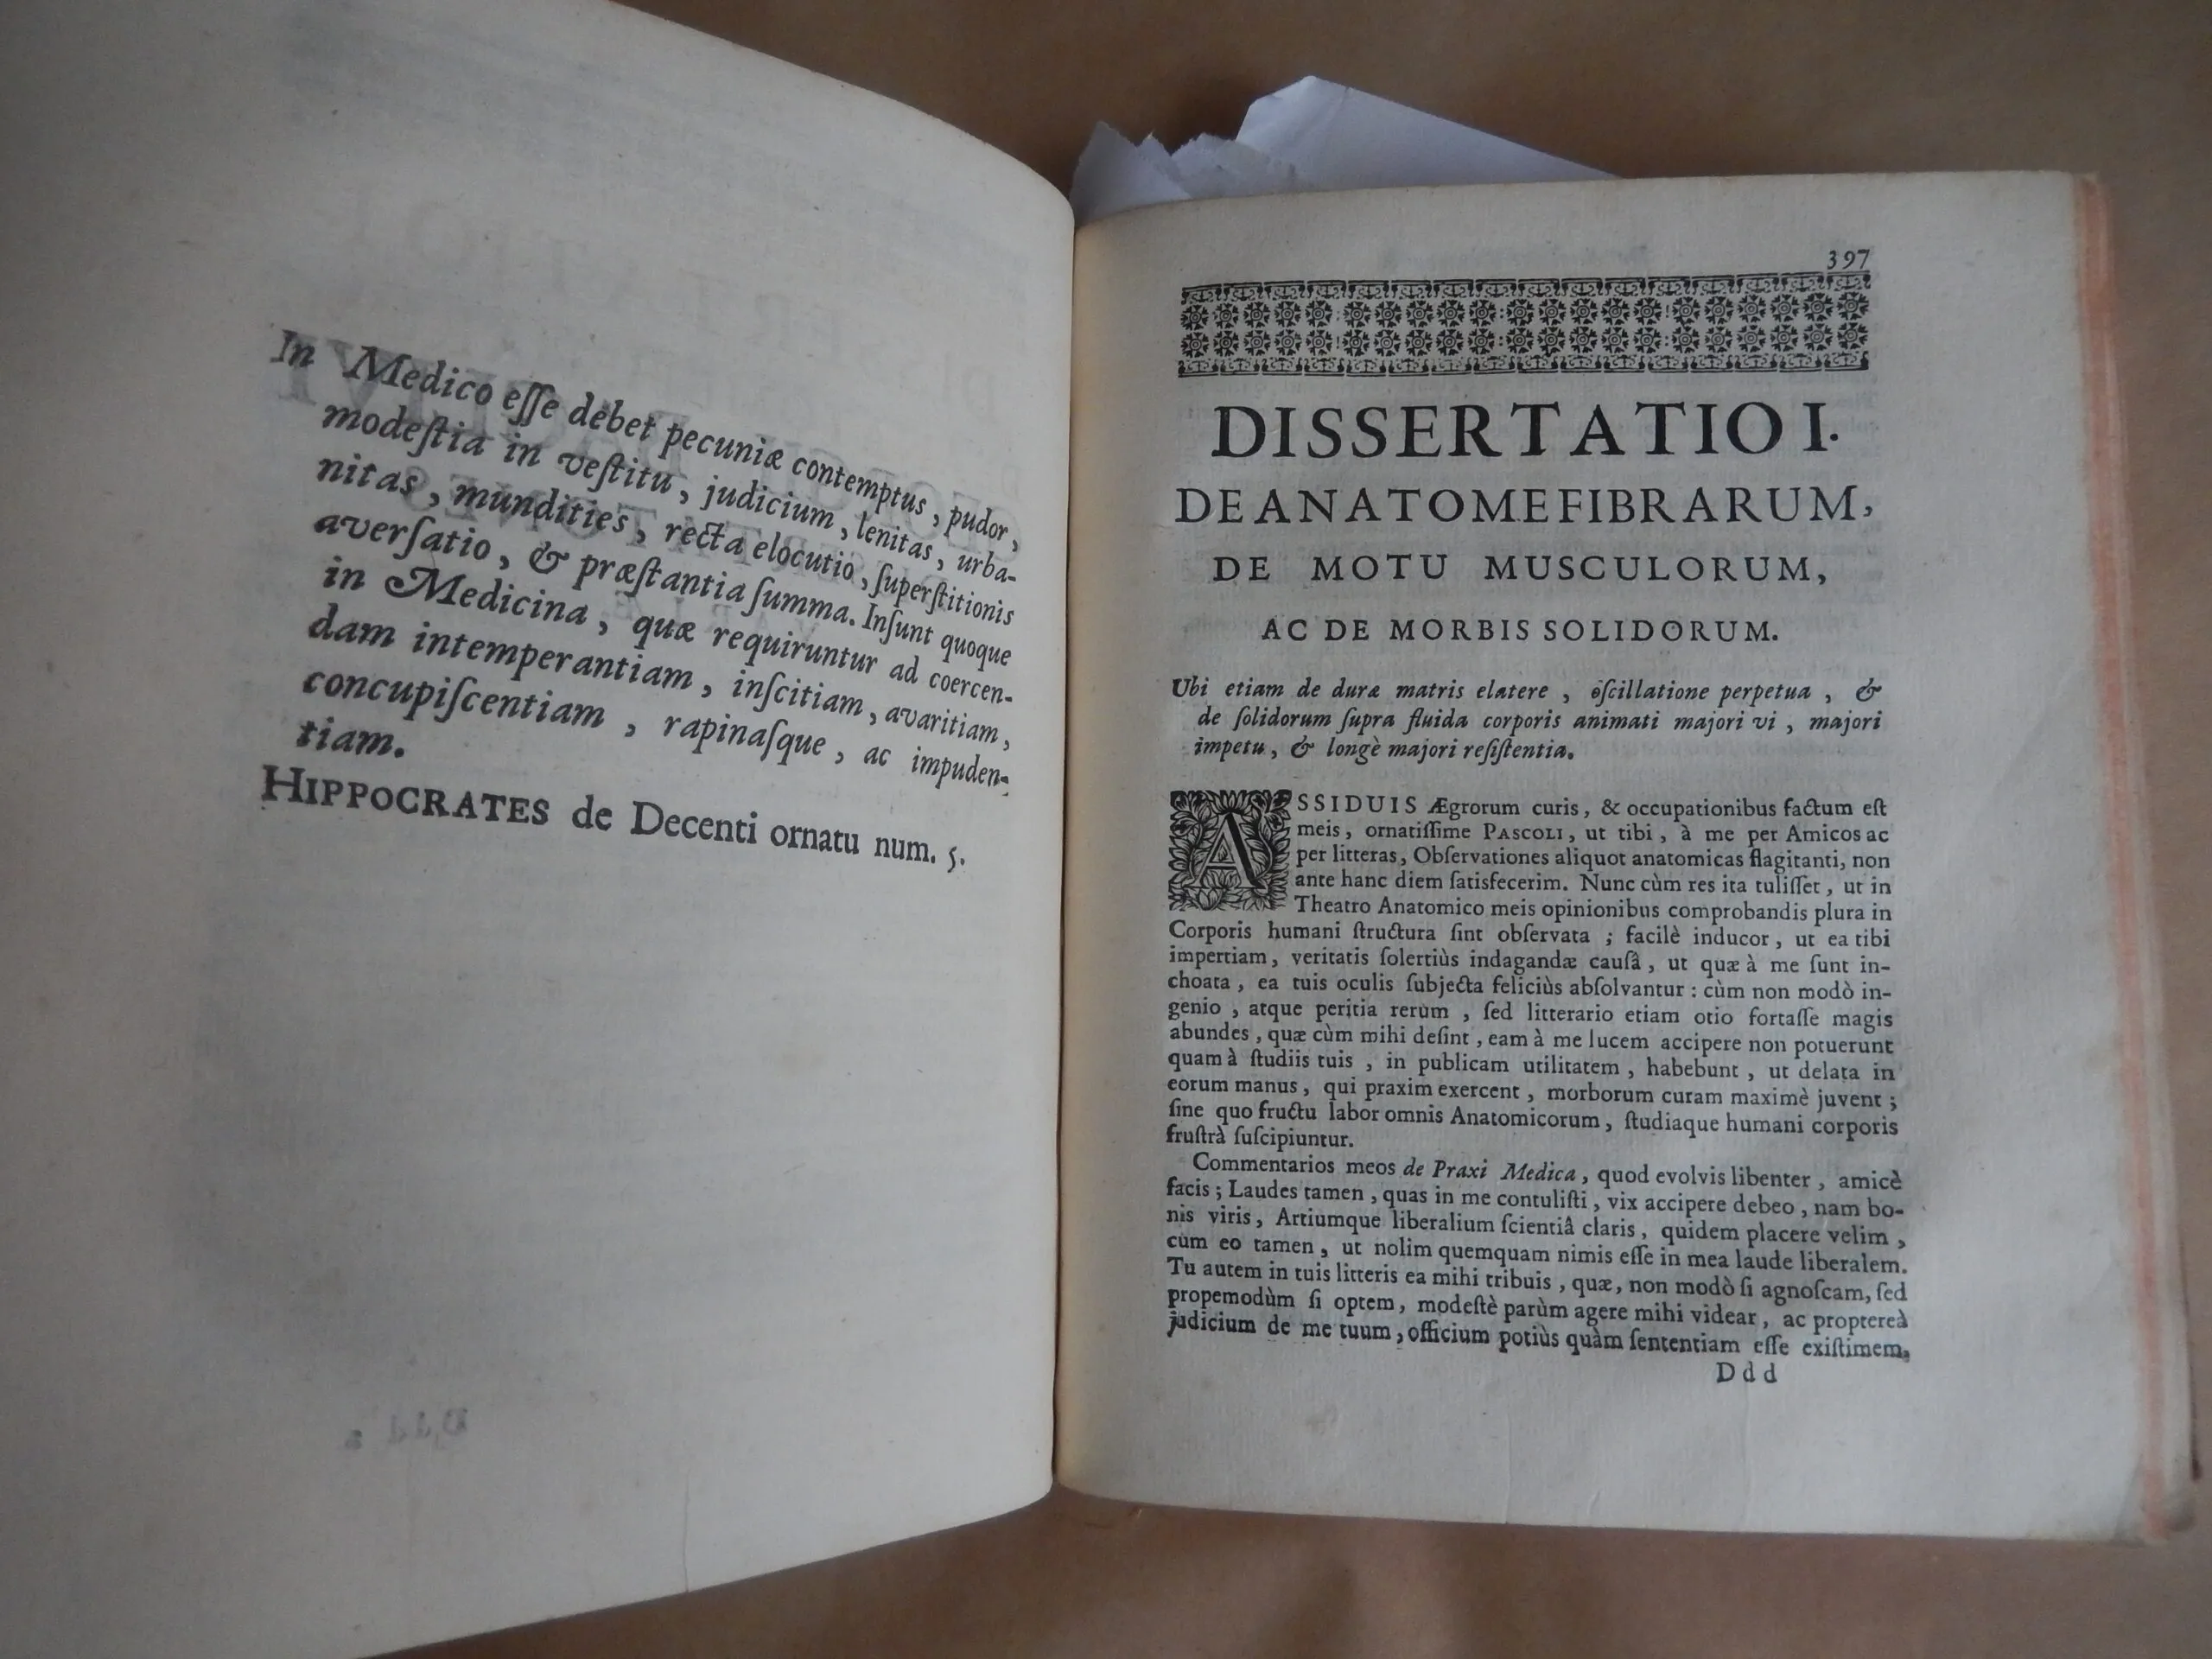 In Medico eſſe debet pecuniæ contemptus, pudor,
modeſtia in veſtitu, judicium, lenitas, urba-
nitas, mundities, recta elocutio, ſuperſtitionis
averſatio, & præſtantia ſumma. Inſunt quoque
in Medicina, quæ requiruntur ad coercen-
dam intemperantiam, inſcitiam, avaritiam,
concupiſcentiam, rapinaſque, ac impuden-
tiam.
HIPPOCRATES de Decenti ornatu num. 5.
397
DISSERTATIO I.
DE ANATOME FIBRARUM,
DE MOTU MUSCULORUM,
AC DE MORBIS SOLIDORUM.
Ubi etiam de duræ matris elatere, oſcillatione perpetua, &
de ſolidorum ſupra fluida corporis animati majori vi, majori
impetu, & longè majori reſiſtentia.
ASSIDUIS Ægrorum curis, & occupationibus factum eſt
meis, ornatiſſime PASCOLI, ut tibi, à me per Amicos ac
per litteras, Obſervationes aliquot anatomicas flagitanti, non
ante hanc diem ſatisfecerim. Nunc cùm res ita tuliſſet, ut in
Theatro Anatomico meis opinionibus comprobandis plura in
Corporis humani ſtructura ſint obſervata; facilè inducor, ut ea tibi
impertiam, veritatis ſolertiùs indagandæ cauſâ, ut quæ à me ſunt in-
choata, ea tuis oculis ſubjecta feliciùs abſolvantur: cùm non modò in-
genio, atque peritia rerum, ſed litterario etiam otio fortaſſe magis
abundes, quæ cùm mihi deſint, eam à me lucem accipere non potuerunt
quam à ſtudiis tuis, in publicam utilitatem, habebunt, ut delata in
eorum manus, qui praxim exercent, morborum curam maximè juvent;
ſine quo fructu labor omnis Anatomicorum, ſtudiaque humani corporis
fruſtrà ſuſcipiuntur.
Commentarios meos de Praxi Medica, quod evolvis libenter, amicè
facis; Laudes tamen, quas in me contuliſti, vix accipere debeo, nam bo-
nis viris, Artiumque liberalium ſcientiâ claris, quidem placere velim,
cum eo tamen, ut nolim quemquam nimis eſſe in mea laude liberalem.
Tu autem in tuis litteris ea mihi tribuis, quæ, non modò ſi agnoſcam, ſed
propemodùm ſi optem, modeſtè parùm agere mihi videar, ac propterеà
judicium de me tuum, officium potiùs quàm ſententiam eſſe exiſtimem,
Ddd